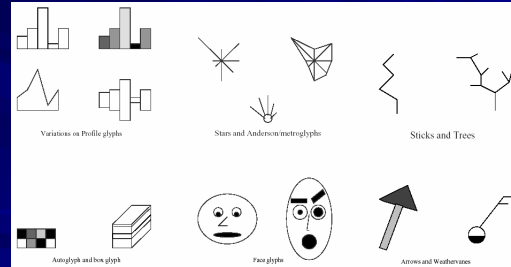 Variations on Profile glyphs
Stars and Anderson/metroglyphs
Sticks and Trees
Autoglyph and box glyph
Face glyphs
Arrows and Weathervanes